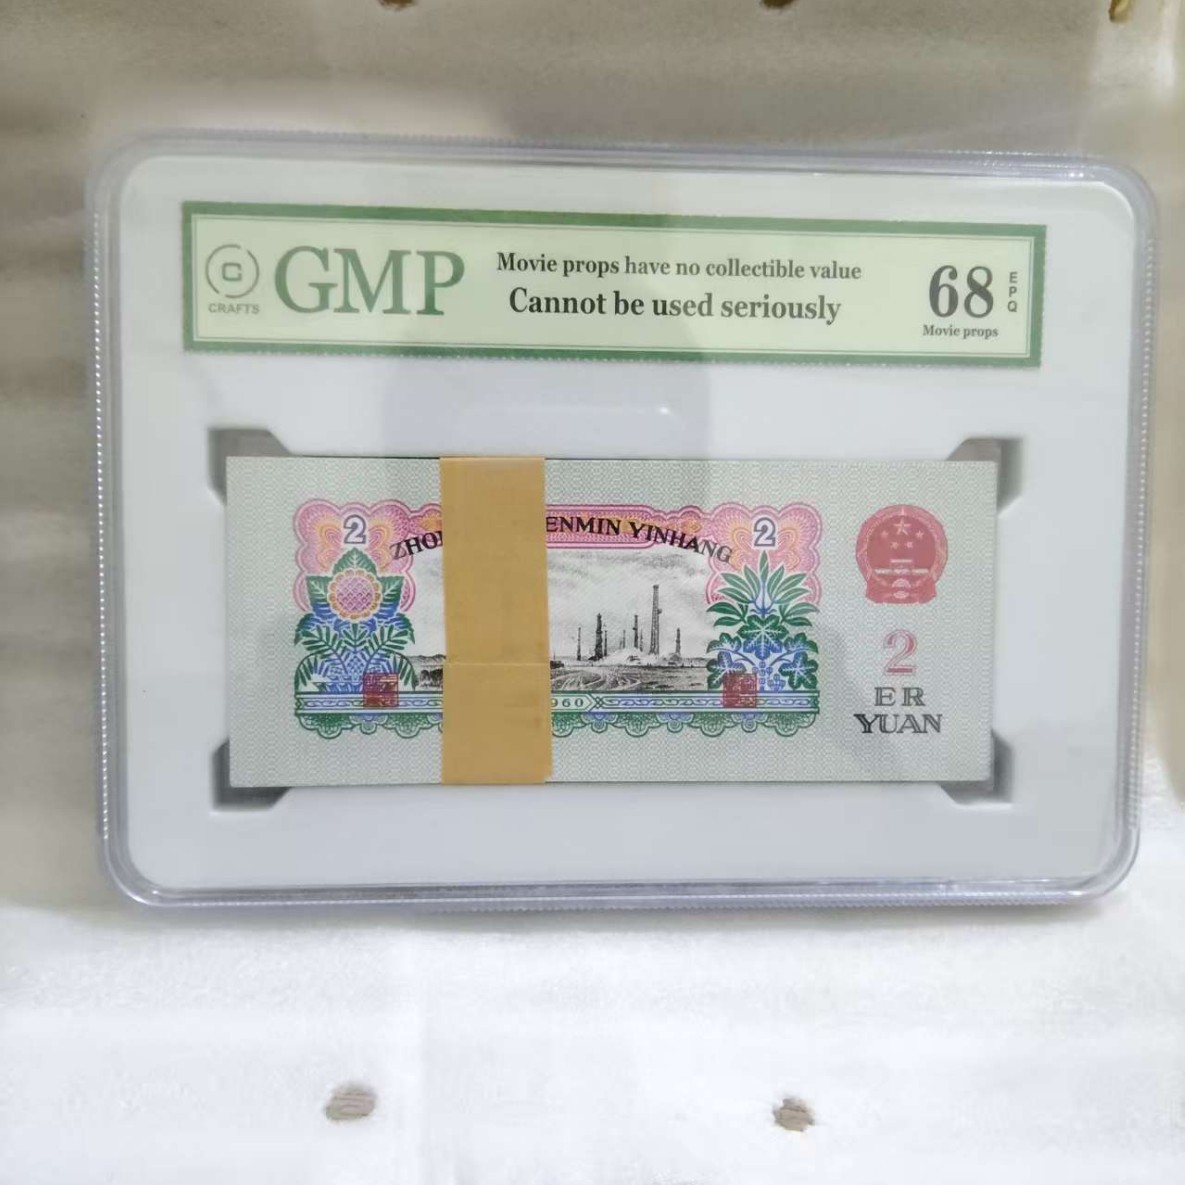 C
CRAFTS
GMP
Movie props have no collectible value
Cannot be used seriously
68
EPQ
Movie props
2
ENMIN YINHANG
2
2
ER
YUAN
960